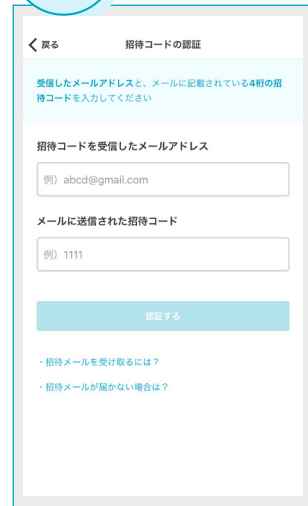 戻る 招待コードの認証
受信したメールアドレスと、メールに記載されている4桁の招
待コードを入力してください
招待コードを受信したメールアドレス
例）abcd@gmail.com
メールに送信された招待コード
例）1111
認証する
・招待メールを受け取るには？
・招待メールが届かない場合は？